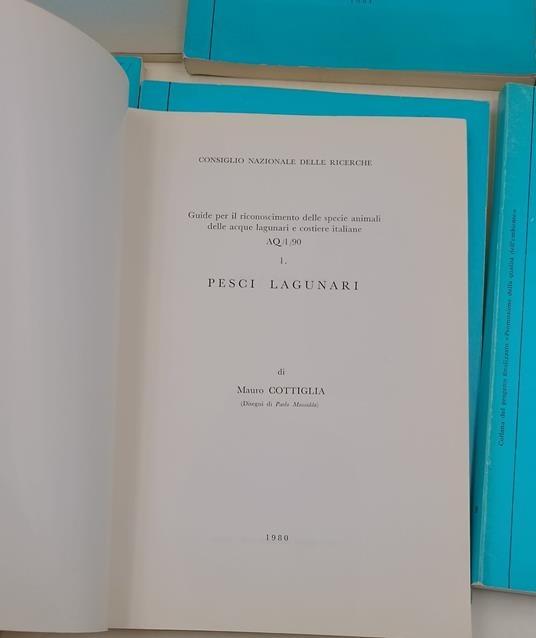 1981
CONSIGLIO NAZIONALE DELLE RICERCHE
Guide per il riconoscimento delle specie animali
delle acque lagunari e costiere italiane
AQ/1/90
1.
PESCI LAGUNARI
di
Mauro COTTIGLIA
(Disegni di Paolo Massidda)
1980
Collana del progetto finalizzato «Promozione della qualità dell'ambiente»